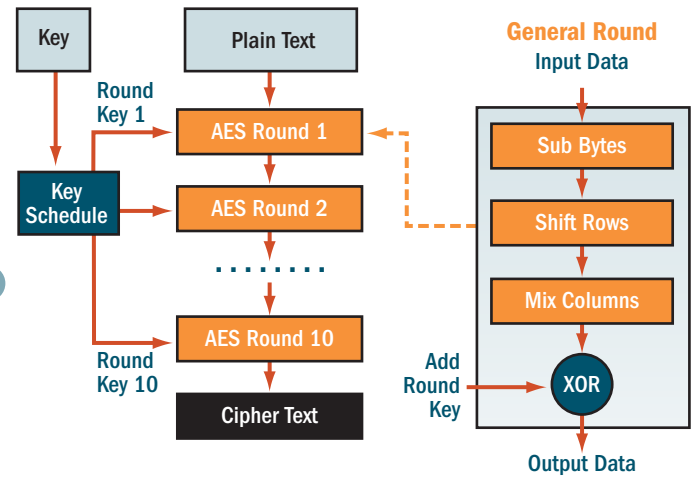 Key
Plain Text
General Round
Input Data
Round
Key 1
AES Round 1
Sub Bytes
Key
Schedule
AES Round 2
Shift Rows
........
Mix Columns
AES Round 10
Round
Key 10
Add
Round
Key
XOR
Cipher Text
Output Data